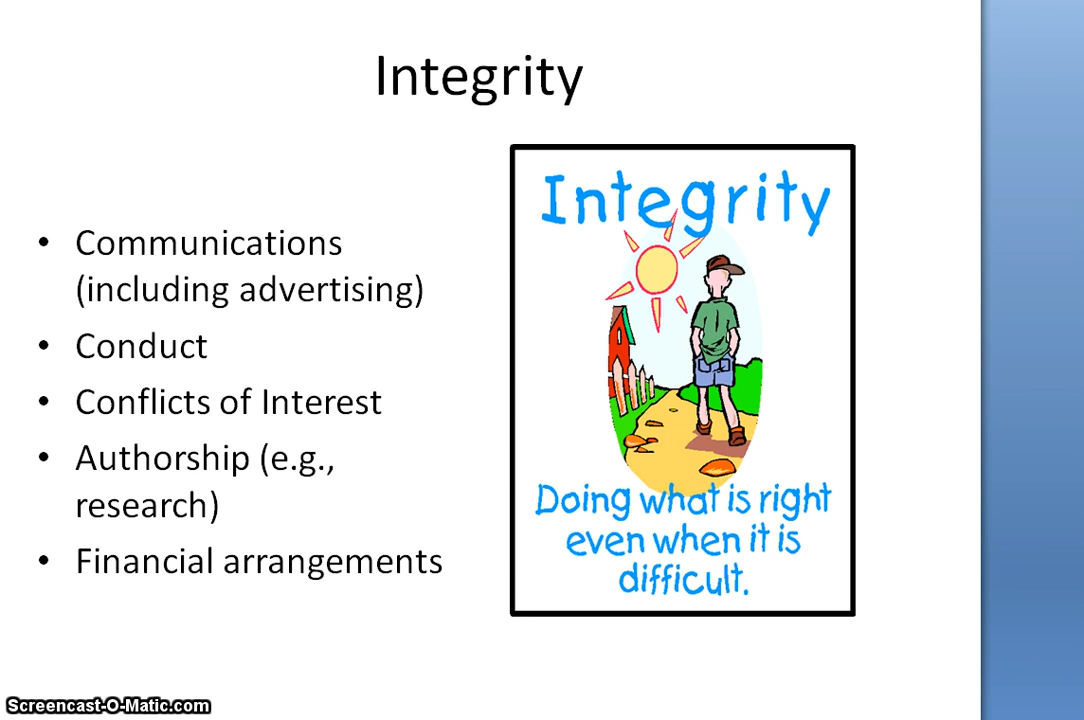 Integrity
• Communications
(including advertising)
• Conduct
• Conflicts of Interest
• Authorship (e.g.,
research)
• Financial arrangements
Integrity
Doing what is right
even when it is
difficult.
Screencast-O-Matic.com